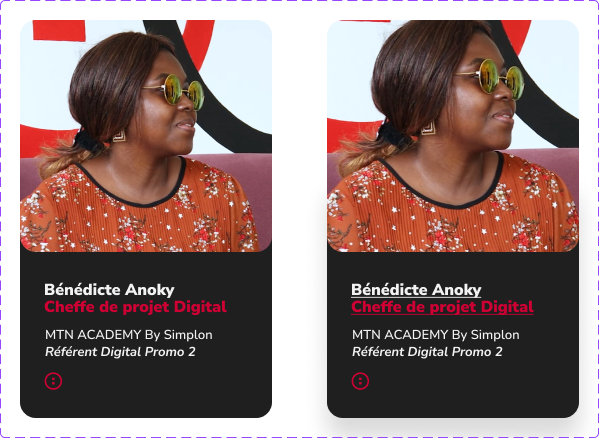 Bénédicte Anoky
Cheffe de projet Digital
MTN ACADEMY By Simplon
Référent Digital Promo 2
Bénédicte Anoky
Cheffe de projet Digital
MTN ACADEMY By Simplon
Référent Digital Promo 2